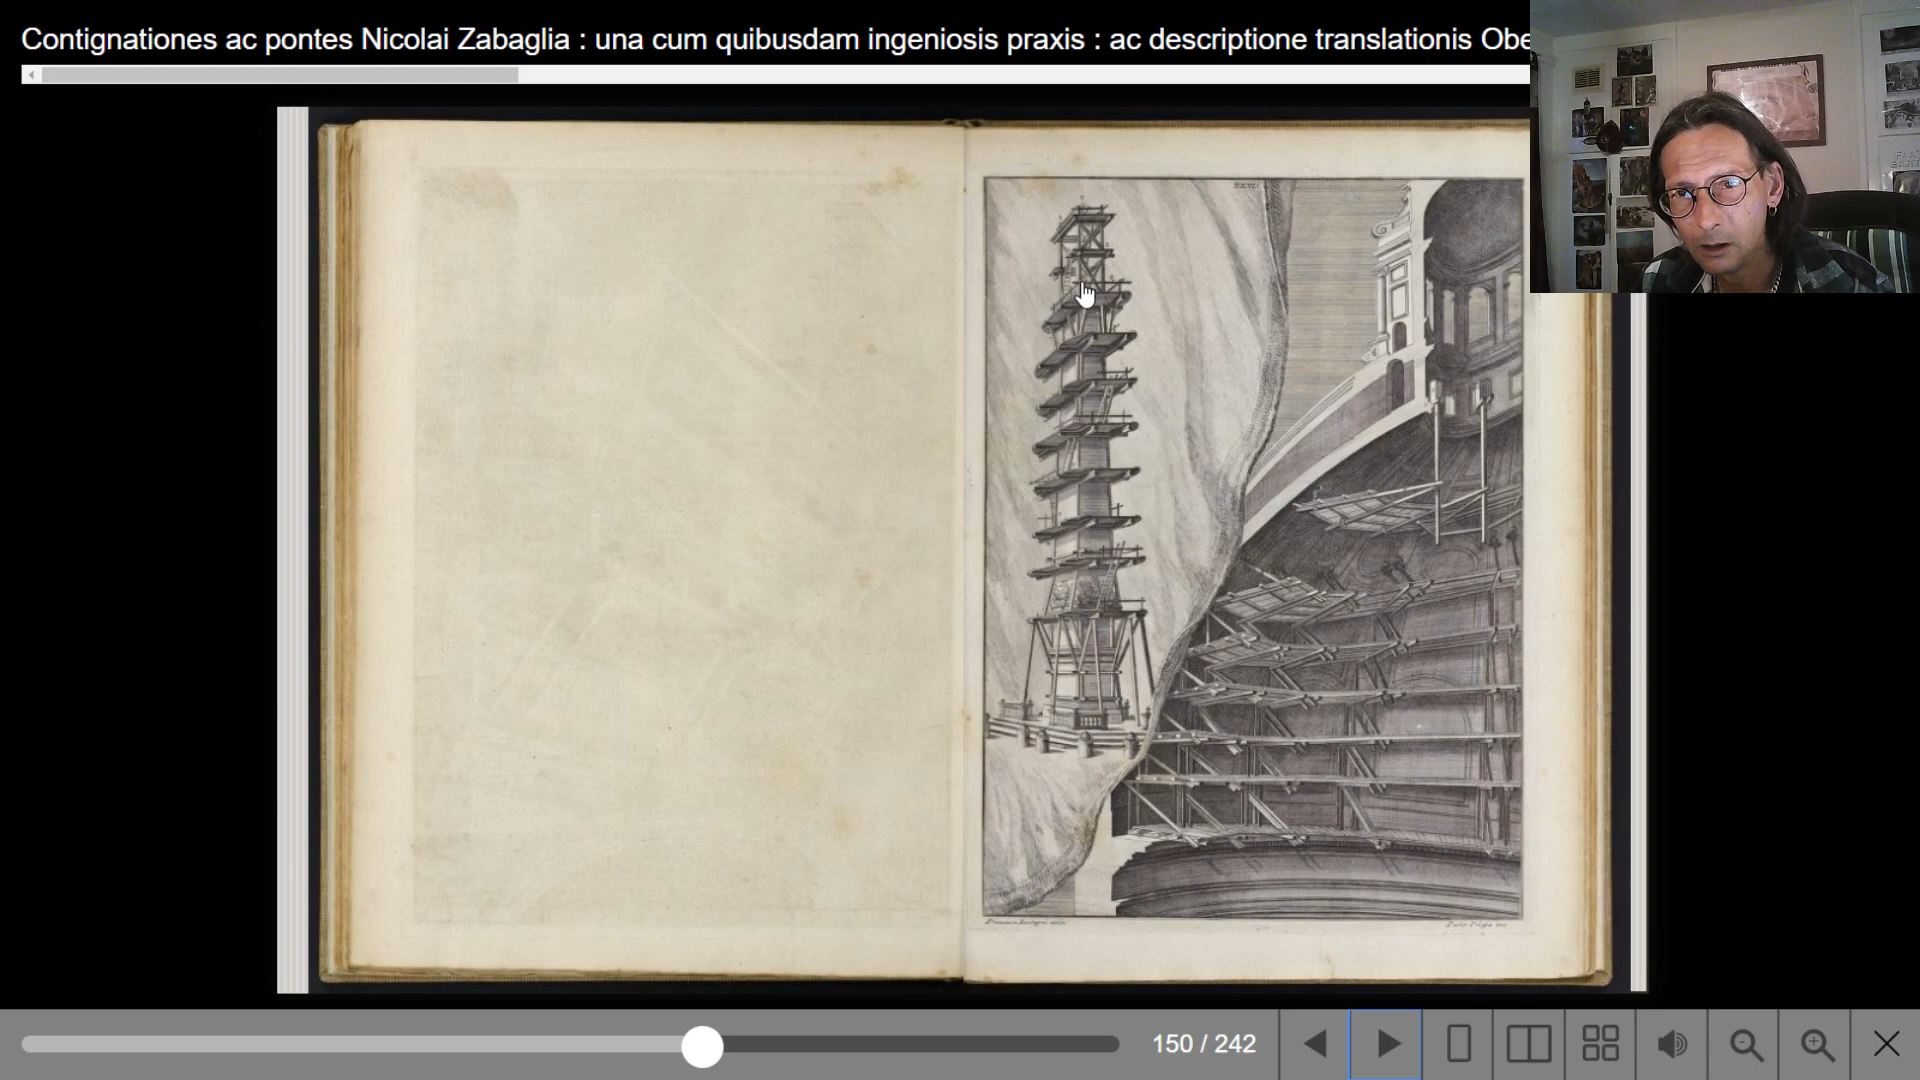 Contignationes ac pontes Nicolai Zabaglia : una cum quibusdam ingeniosis praxis : ac descriptione translationis Obe
150 / 242